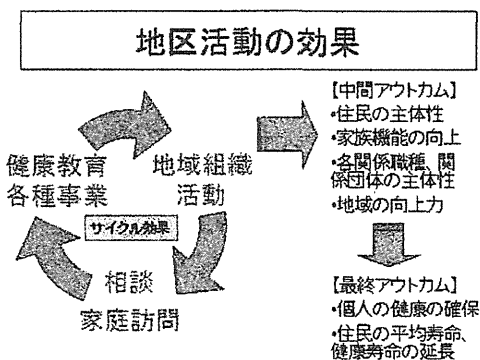 地区活動の効果
健康教育
各種事業
地域組織
活動
サイクル効果
相談
家庭訪問
【中間アウトカム】
・住民の主体性
・家族機能の向上
・各関係職種、関
係団体の主体性
・地域の向上力
【最終アウトカム】
・個人の健康の確保
・住民の平均寿命、
健康寿命の延長